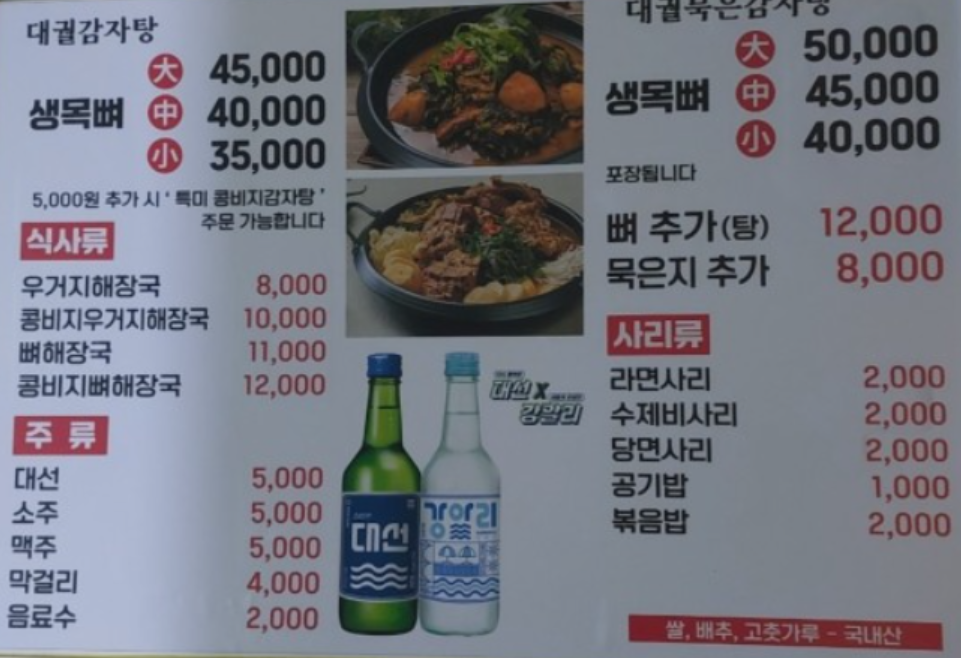 대궐감자탕
생목뼈
大 45,000
中 40,000
小 35,000
5,000원 추가 시 ' 특미 콩비지감자탕 '
주문 가능합니다
식사류
우거지해장국 8,000
콩비지우거지해장국 10,000
뼈해장국 11,000
콩비지뼈해장국 12,000
주 류
대선 5,000
소주 5,000
맥주 5,000
막걸리 4,000
음료수 2,000
대선 X
대선
대궐묵은감자탕
생목뼈
大 50,000
中 45,000
小 40,000
포장됩니다
뼈 추가(탕) 12,000
묵은지 추가 8,000
사리류
라면사리 2,000
수제비사리 2,000
당면사리 2,000
공기밥 1,000
볶음밥 2,000
쌀, 배추, 고춧가루 - 국내산